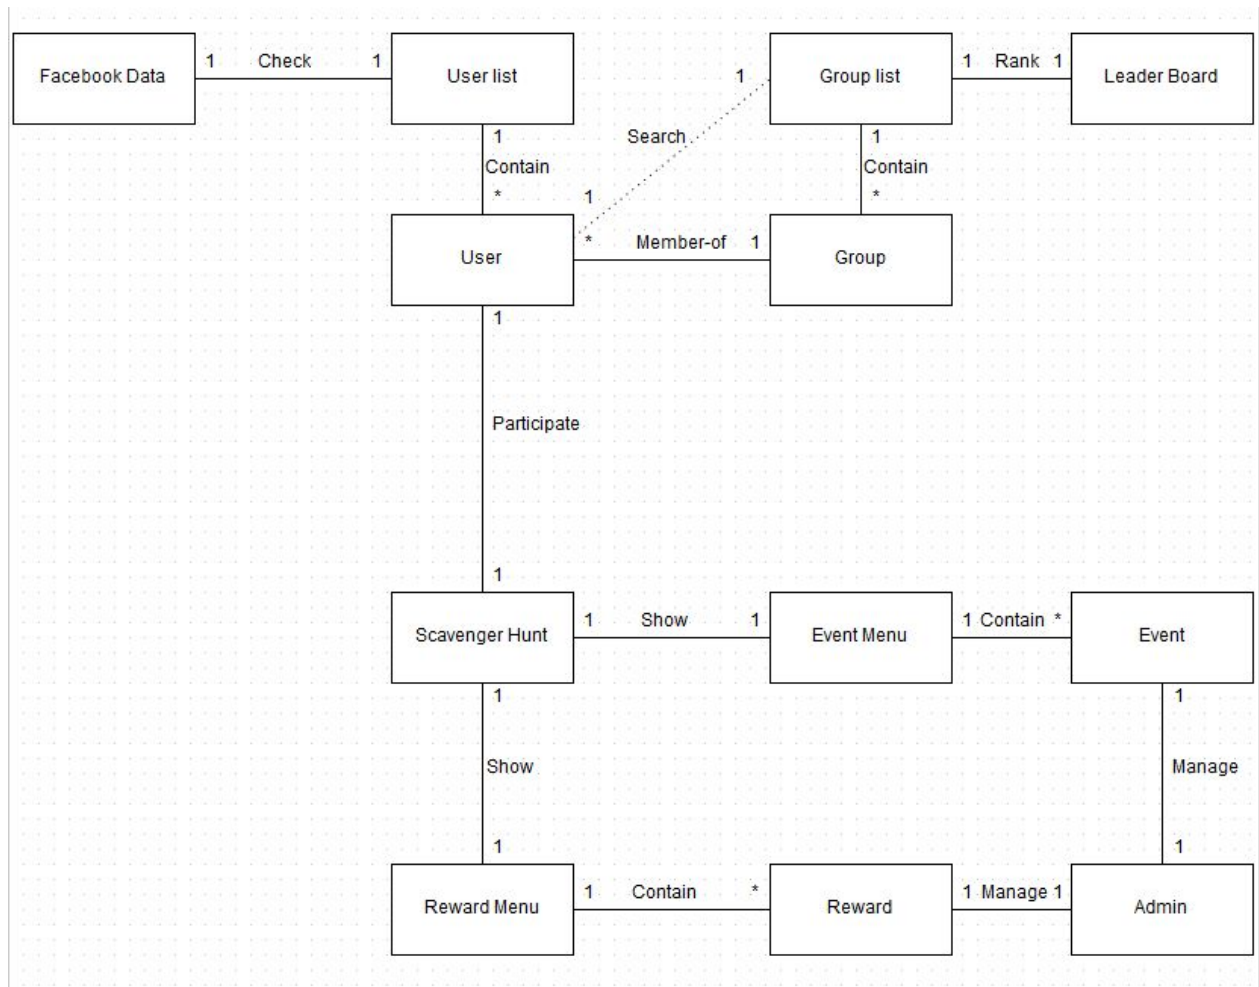 1 Check 1
1 Rank 1
Facebook Data
User list
1
Group list
Leader Board
1
Search
1
Contain
Contain
*
1
*
* Member-of 1
User
Group
1
Participate
1
1 Show 1
1 Contain *
Scavenger Hunt
Event Menu
Event
1
1
Show
Manage
1
1
1 Contain *
1 Manage 1
Reward Menu
Reward
Admin